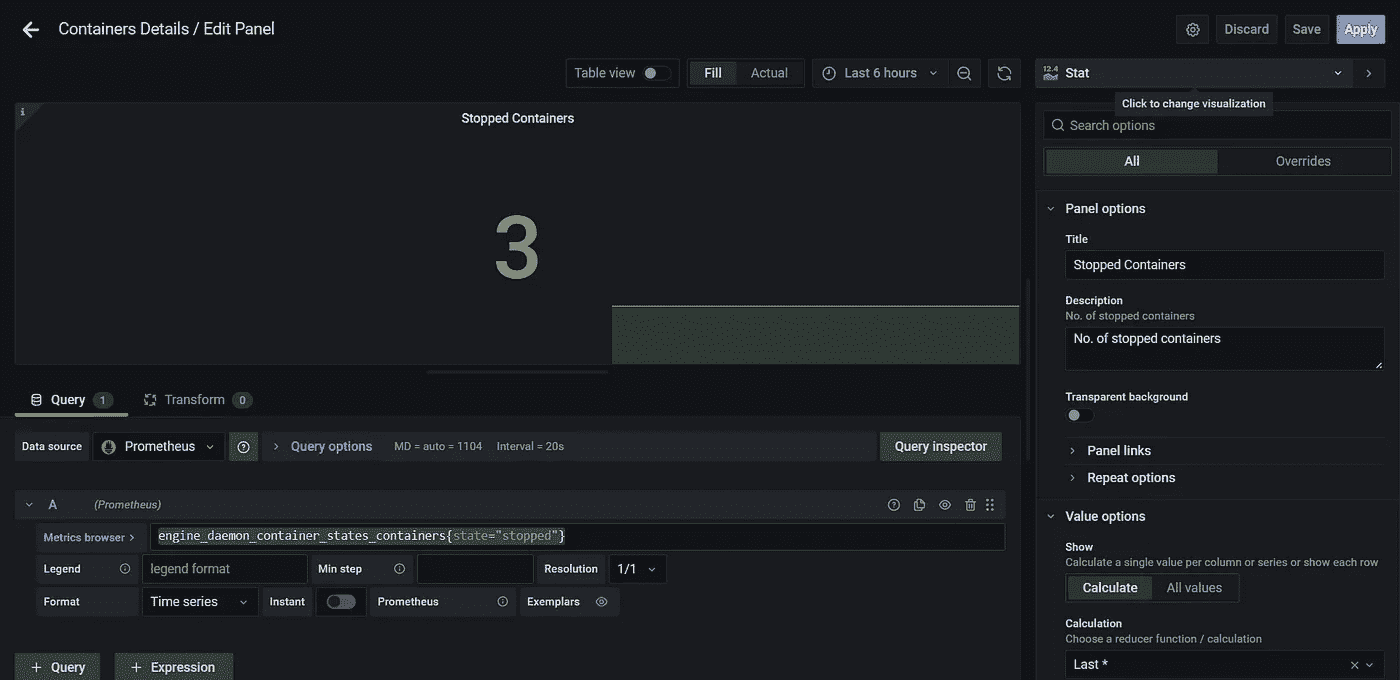 Containers Details / Edit Panel
Discard
Save
Apply
Table view
Fill
Actual
Last 6 hours
12.4
Stat
Click to change visualization
i
Stopped Containers
Search options
All
Overrides
3
Panel options
Title
Stopped Containers
Description
No. of stopped containers
No. of stopped containers
Transparent background
Panel links
Repeat options
Query 1
Transform 0
Data source
Prometheus
Query options
MD = auto = 1104
Interval = 20s
Query inspector
A
(Prometheus)
Metrics browser >
engine_daemon_container_states_containers{state="stopped"}
Legend
legend format
Min step
Resolution
1/1
Format
Time series
Instant
Prometheus
Exemplars
+ Query
+ Expression
Value options
Show
Calculate a single value per column or series or show each row
Calculate
All values
Calculation
Choose a reducer function / calculation
Last *